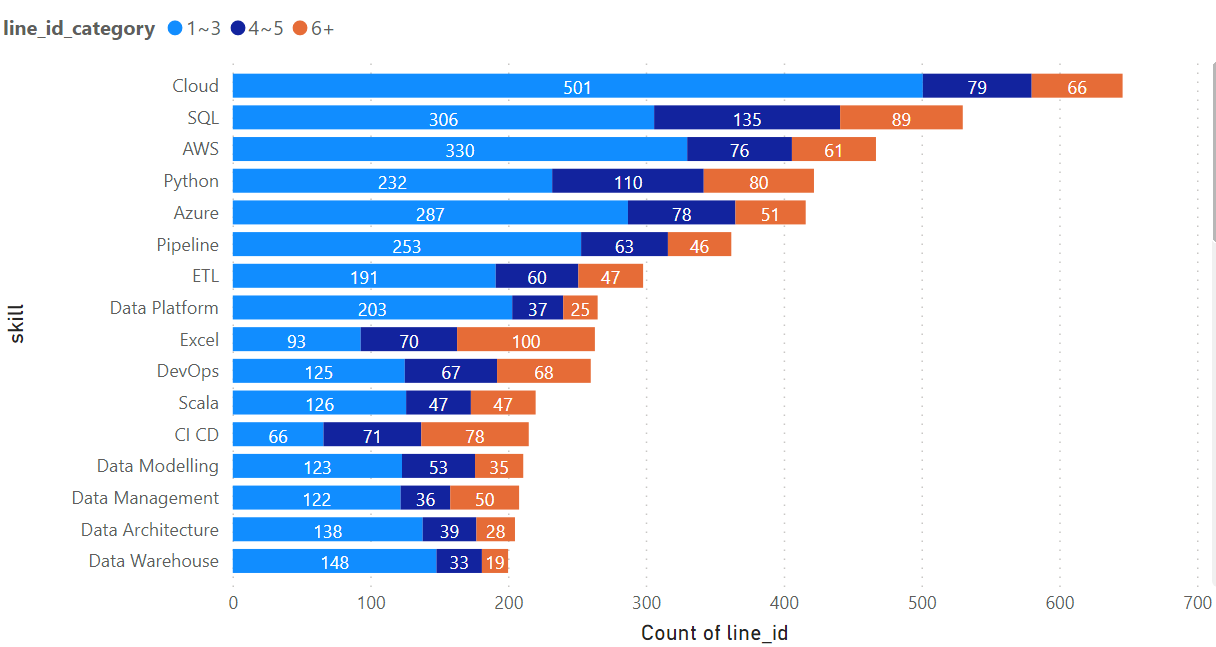 line_id_category 1~3 4~5 6+
Cloud 501 79 66
SQL 306 135 89
AWS 330 76 61
Python 232 110 80
Azure 287 78 51
Pipeline 253 63 46
ETL 191 60 47
Data Platform 203 37 25
Excel 93 70 100
DevOps 125 67 68
Scala 126 47 47
CI CD 66 71 78
Data Modelling 123 53 35
Data Management 122 36 50
Data Architecture 138 39 28
Data Warehouse 148 33 19
skill
0 100 200 300 400 500 600 700
Count of line_id